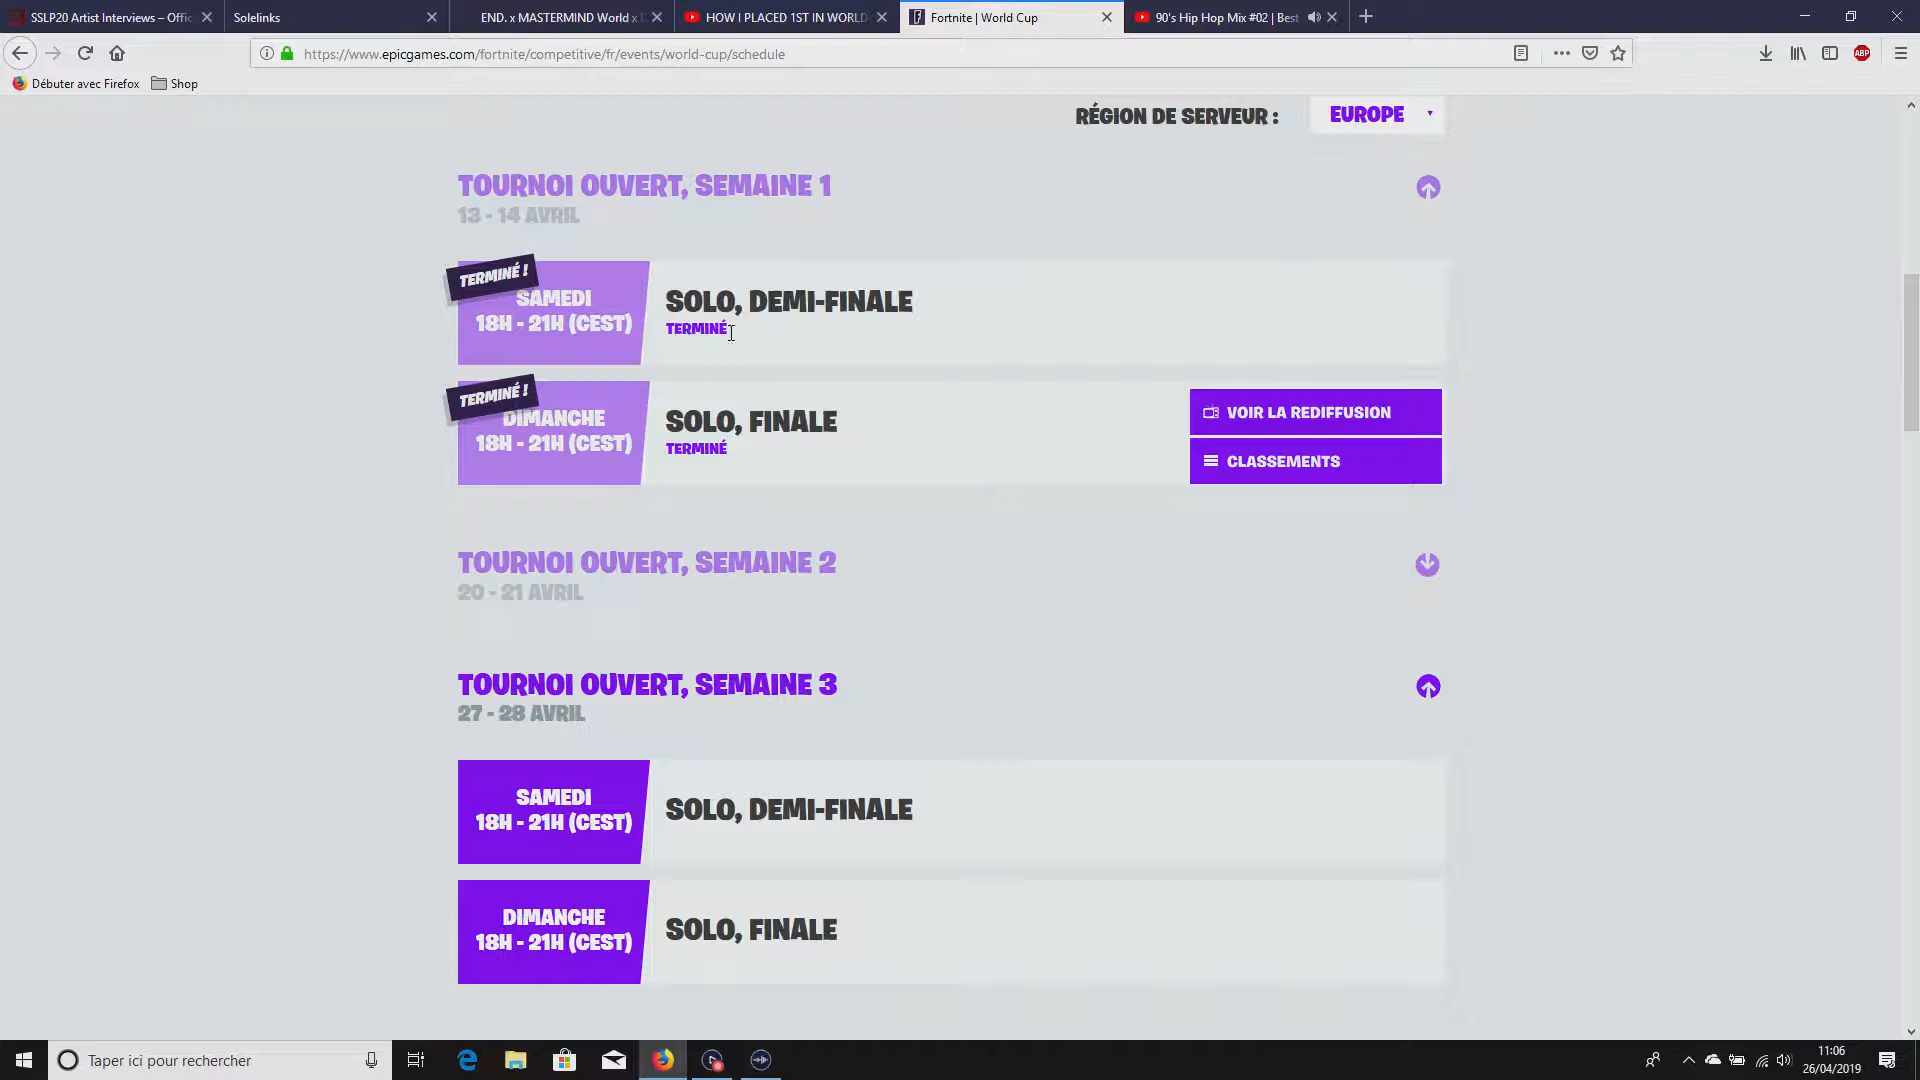 SSLP20 Artist Interviews – Offic
Solelinks
END. x MASTERMIND World x
HOW I PLACED 1ST IN WORLD
Fortnite | World Cup
90's Hip Hop Mix #02 | Best
https://www.epicgames.com/fortnite/competitive/fr/events/world-cup/schedule
ABP
Débuter avec Firefox
Shop
RÉGION DE SERVEUR :
EUROPE
TOURNOI OUVERT, SEMAINE 1
13 - 14 AVRIL
TERMINÉ !
SAMEDI
18H - 21H (CEST)
SOLO, DEMI-FINALE
TERMINÉ
TERMINÉ !
DIMANCHE
18H - 21H (CEST)
SOLO, FINALE
TERMINÉ
VOIR LA REDIFFUSION
CLASSEMENTS
TOURNOI OUVERT, SEMAINE 2
20 - 21 AVRIL
TOURNOI OUVERT, SEMAINE 3
27 - 28 AVRIL
SAMEDI
18H - 21H (CEST)
SOLO, DEMI-FINALE
DIMANCHE
18H - 21H (CEST)
SOLO, FINALE
Taper ici pour rechercher
11:06
26/04/2019